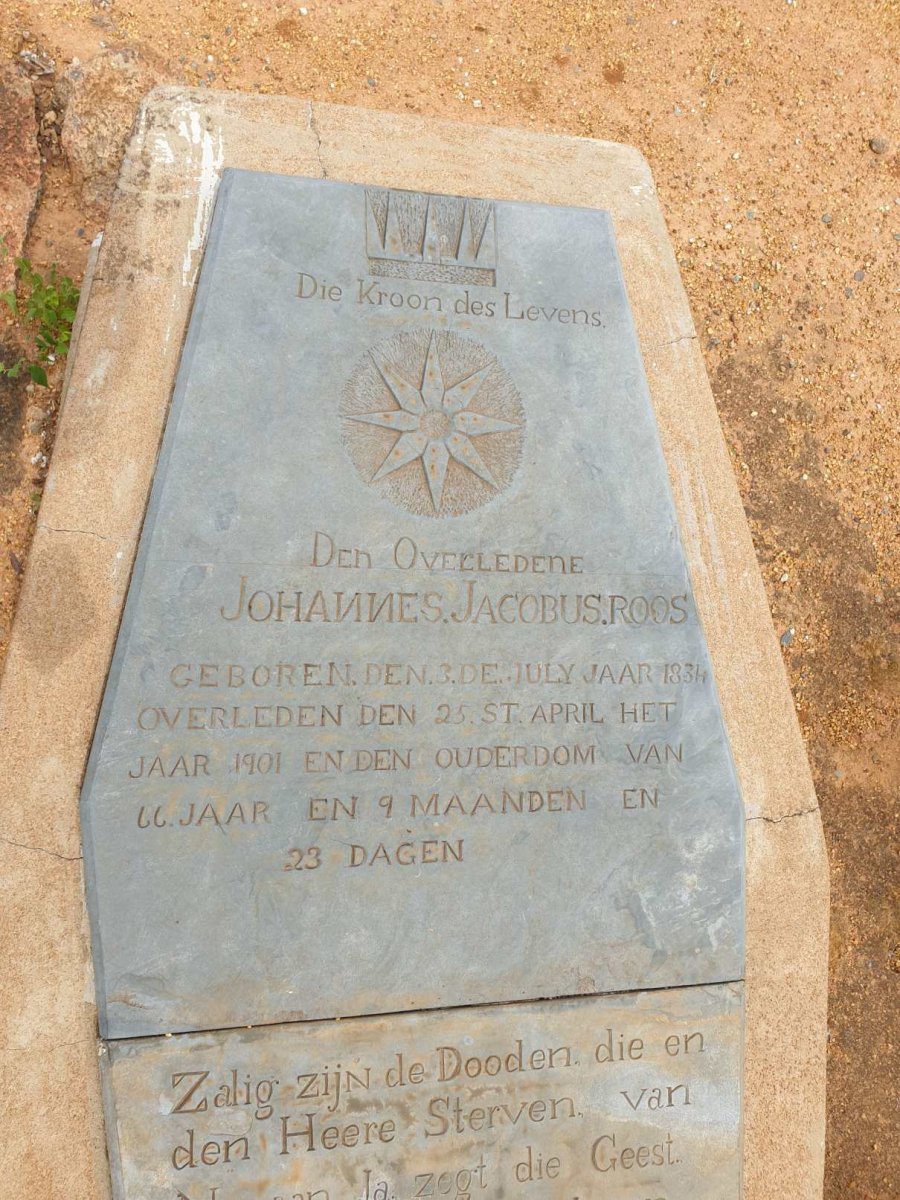 Die Kroon des Levens.
Den Overledene
JOHANNES.JACOBUS.ROOS
GEBOREN.DEN.3.DE.JULY JAAR 1834
OVERLEDEN DEN 25.ST.APRIL HET
JAAR 1901 EN DEN OUDERDOM VAN
66.JAAR EN 9 MAANDEN EN
23 DAGEN
Zalig zijn de Dooden. die en
den Heere Sterven. van
Ja. zegt die Geest.